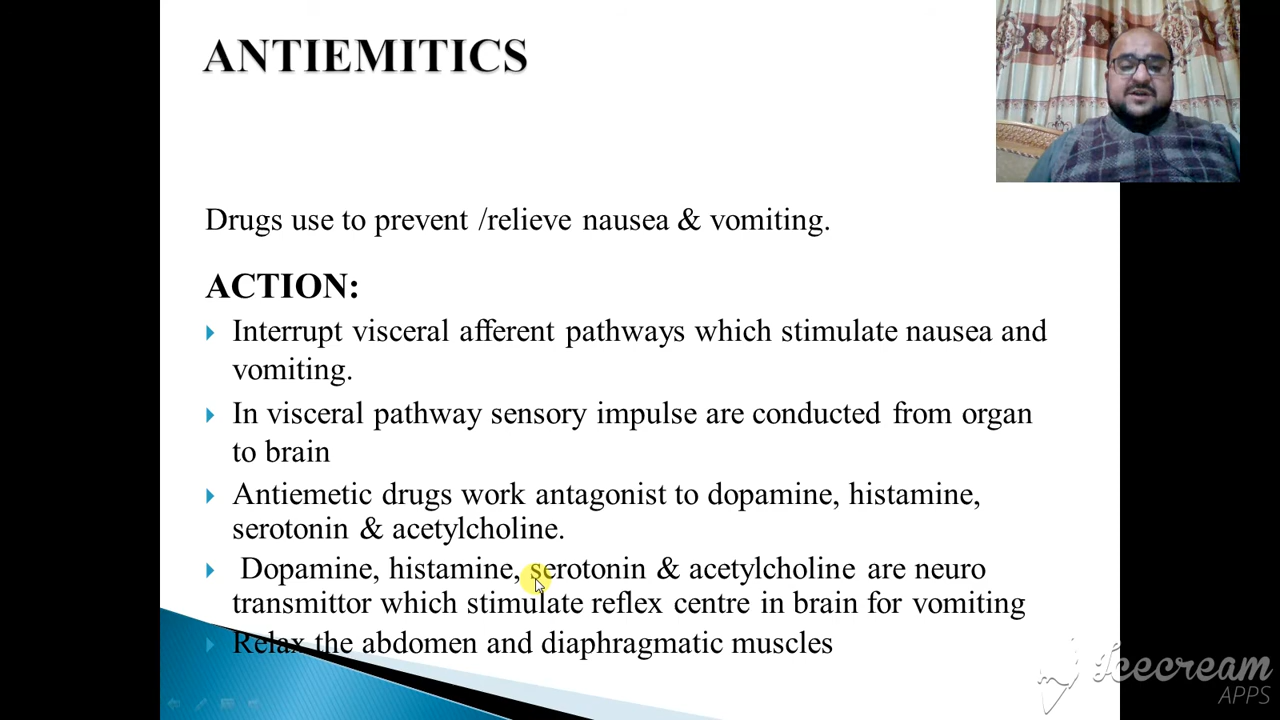 ANTIEMITICS
Drugs use to prevent /relieve nausea & vomiting.
ACTION:
Interrupt visceral afferent pathways which stimulate nausea and
vomiting.
In visceral pathway sensory impulse are conducted from organ
to brain
Antiemetic drugs work antagonist to dopamine, histamine,
serotonin & acetylcholine.
Dopamine, histamine, serotonin & acetylcholine are neuro
transmittor which stimulate reflex centre in brain for vomiting
Relax the abdomen and diaphragmatic muscles
Icecream
APPS